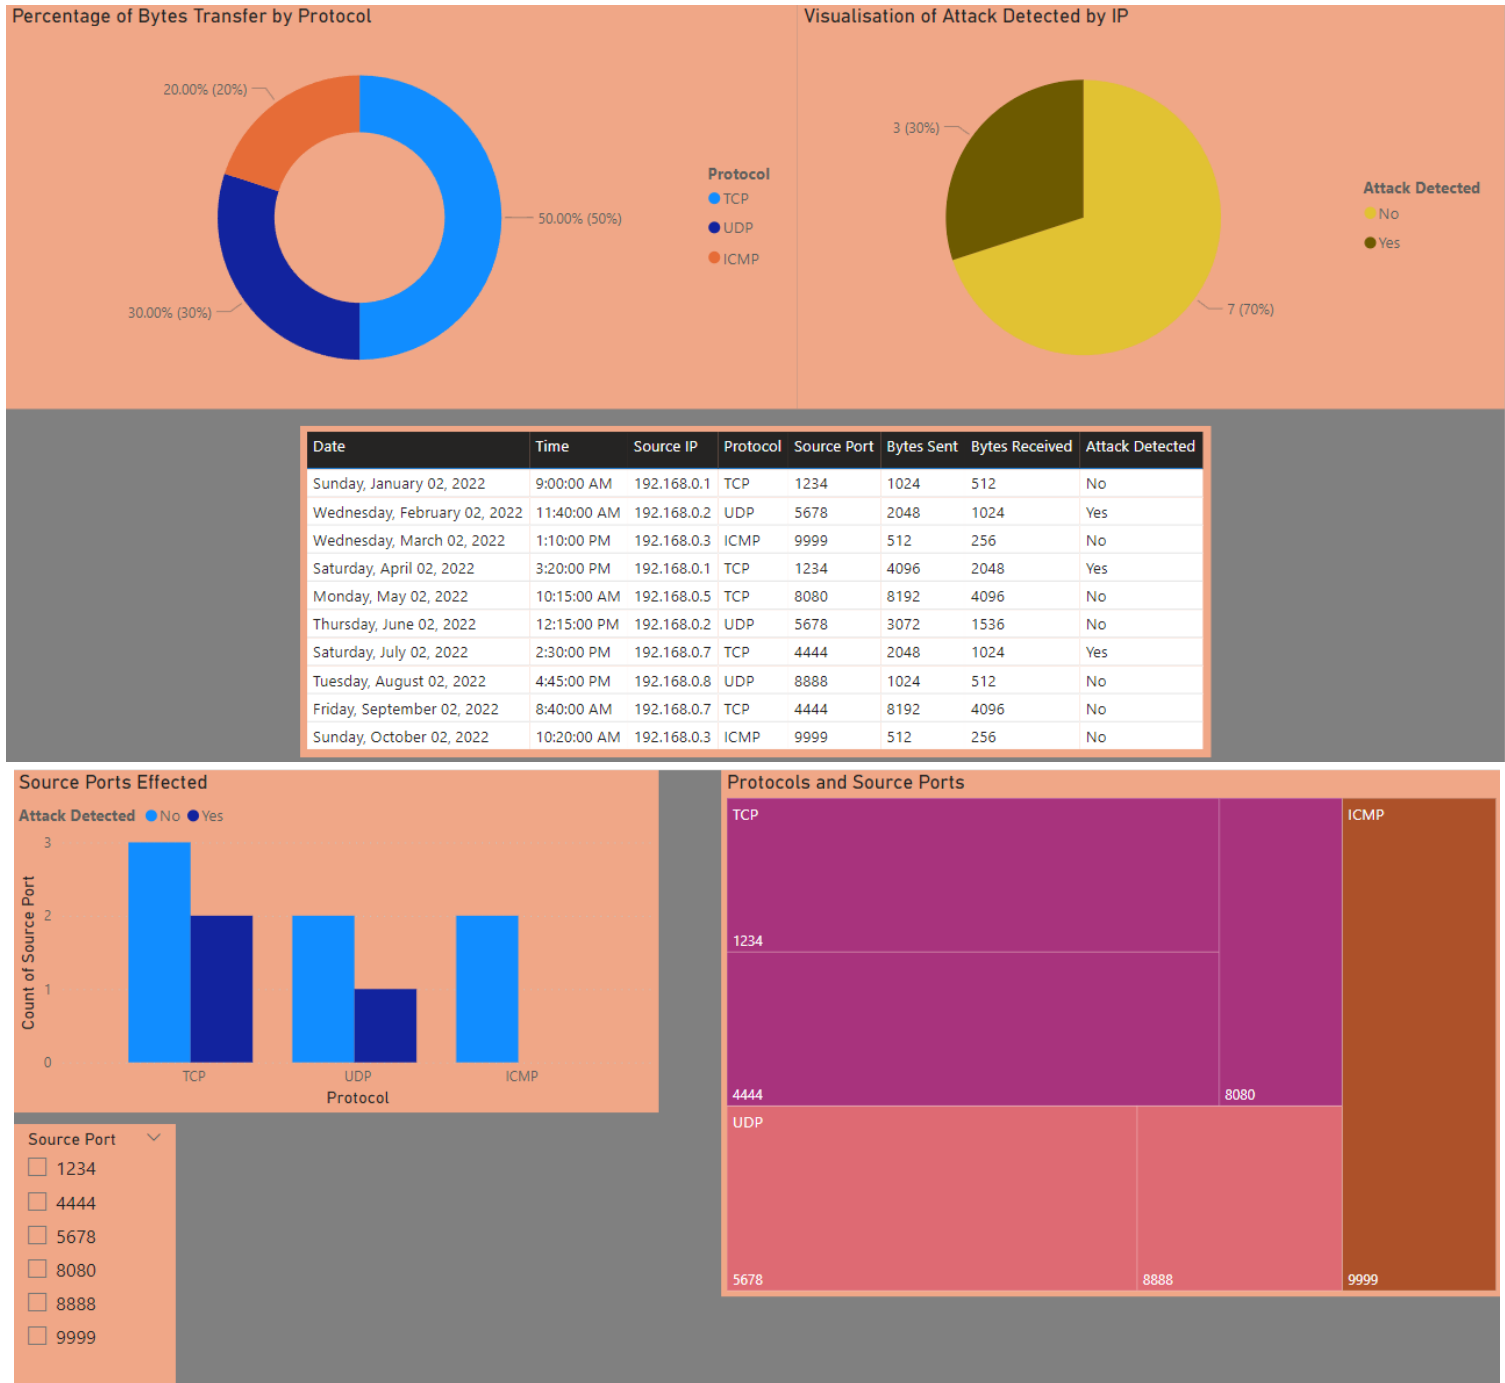 Percentage of Bytes Transfer by Protocol
20.00% (20%)
50.00% (50%)
30.00% (30%)
Protocol
TCP
UDP
ICMP
Visualisation of Attack Detected by IP
3 (30%)
7 (70%)
Attack Detected
No
Yes
Date Time Source IP Protocol Source Port Bytes Sent Bytes Received Attack Detected
Sunday, January 02, 2022 9:00:00 AM 192.168.0.1 TCP 1234 1024 512 No
Wednesday, February 02, 2022 11:40:00 AM 192.168.0.2 UDP 5678 2048 1024 Yes
Wednesday, March 02, 2022 1:10:00 PM 192.168.0.3 ICMP 9999 512 256 No
Saturday, April 02, 2022 3:20:00 PM 192.168.0.1 TCP 1234 4096 2048 Yes
Monday, May 02, 2022 10:15:00 AM 192.168.0.5 TCP 8080 8192 4096 No
Thursday, June 02, 2022 12:15:00 PM 192.168.0.2 UDP 5678 3072 1536 No
Saturday, July 02, 2022 2:30:00 PM 192.168.0.7 TCP 4444 2048 1024 Yes
Tuesday, August 02, 2022 4:45:00 PM 192.168.0.8 UDP 8888 1024 512 No
Friday, September 02, 2022 8:40:00 AM 192.168.0.7 TCP 4444 8192 4096 No
Sunday, October 02, 2022 10:20:00 AM 192.168.0.3 ICMP 9999 512 256 No
Source Ports Effected
Attack Detected No Yes
Count of Source Port
3
2
1
0
TCP UDP ICMP
Protocol
Source Port
1234
4444
5678
8080
8888
9999
Protocols and Source Ports
TCP
1234
4444
8080
UDP
5678
8888
ICMP
9999